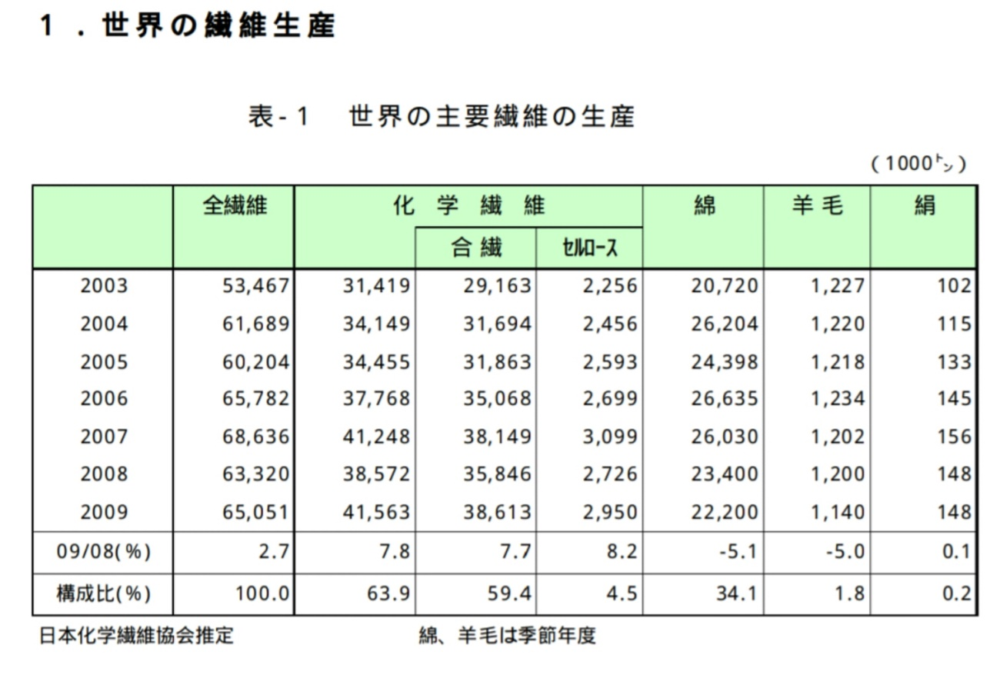 1．世界の繊維生産
表-1 世界の主要繊維の生産
(1000㌧)
全繊維 化学繊維 綿 羊毛 絹
合繊 ｾﾙﾛｰｽ
2003 53,467 31,419 29,163 2,256 20,720 1,227 102
2004 61,689 34,149 31,694 2,456 26,204 1,220 115
2005 60,204 34,455 31,863 2,593 24,398 1,218 133
2006 65,782 37,768 35,068 2,699 26,635 1,234 145
2007 68,636 41,248 38,149 3,099 26,030 1,202 156
2008 63,320 38,572 35,846 2,726 23,400 1,200 148
2009 65,051 41,563 38,613 2,950 22,200 1,140 148
09/08(%) 2.7 7.8 7.7 8.2 -5.1 -5.0 0.1
構成比(%) 100.0 63.9 59.4 4.5 34.1 1.8 0.2
日本化学繊維協会推定 綿、羊毛は季節年度